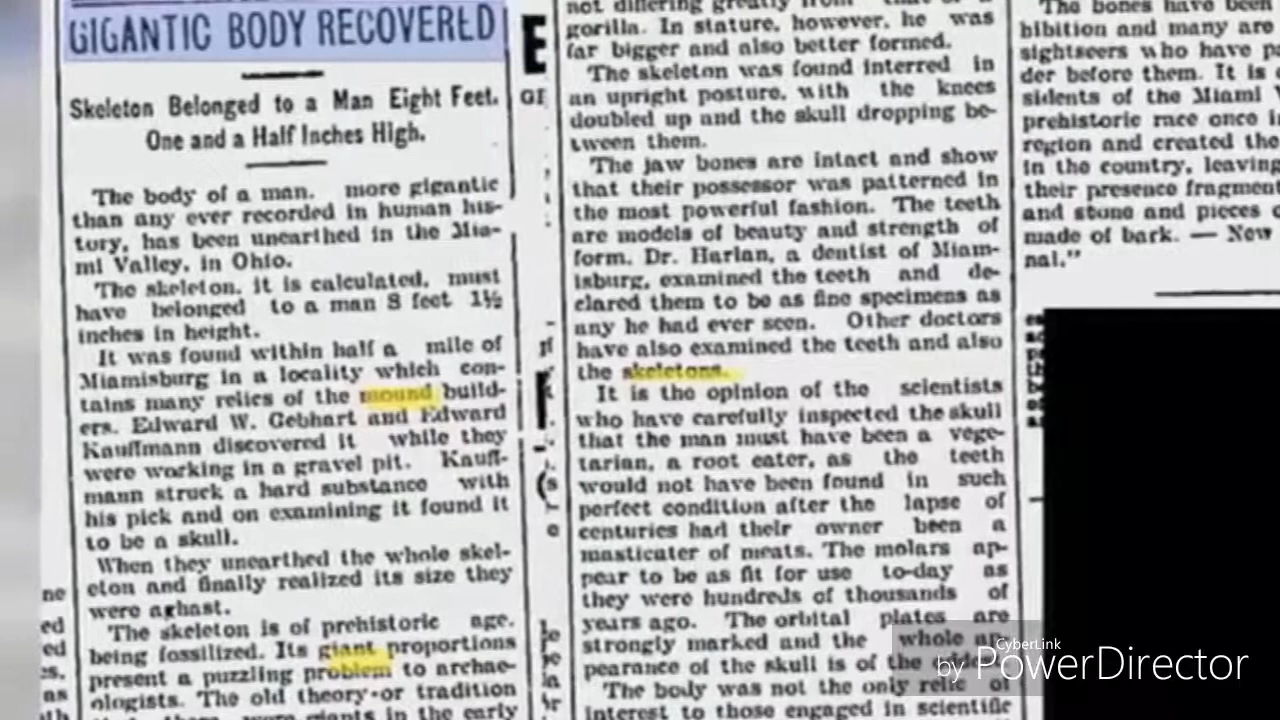 GIGANTIC BODY RECOVERED
Skeleton Belonged to a Man Eight Feet.
One and a Half Inches High.
The body of a man. more gigantic
than any ever recorded in human his-
tory, has been unearthed in the Mia-
mi Valley, in Ohio.
The skeleton, it is calculated, must
have belonged to a man 8 feet 1½
inches in height.
It was found within half a mile of
Miamisburg in a locality which con-
tains many relics of the mound build-
ers. Edward W. Gebhart and Edward
Kauffmann discovered it while they
were working in a gravel pit. Kauff-
mann struck a hard substance with
his pick and on examining it found it
to be a skull.
When they unearthed the whole skel-
eton and finally realized its size they
were aghast.
The skeleton is of prehistoric age.
being fossilized. Its giant proportions
present a puzzling problem to archae-
ologists. The old theory or tradition
were giants in the early
not differing greatly from that of a
gorilla. In stature, however, he was
far bigger and also better formed.
The skeleton was found interred in
an upright posture, with the knees
doubled up and the skull dropping be-
tween them.
The jaw bones are intact and show
that their possessor was patterned in
the most powerful fashion. The teeth
are models of beauty and strength of
form. Dr. Harlan, a dentist of Miam-
isburg, examined the teeth and de-
clared them to be as fine specimens as
any he had ever seen. Other doctors
have also examined the teeth and also
the skeletons.
It is the opinion of the scientists
who have carefully inspected the skull
that the man must have been a vege-
tarian, a root eater, as the teeth
would not have been found in such
perfect condition after the lapse of
centuries had their owner been a
masticater of meats. The molars ap-
pear to be as fit for use to-day as
they were hundreds of thousands of
years ago. The orbital plates are
strongly marked and the whole ap-
pearance of the skull is of the
The body was not the only relic of
interest to those engaged in scientific
The bones have been
hibition and many are
sightseers who have pa
der before them. It is
sidents of the Miami V
prehistoric race once i
region and created the
in the country, leaving
their presence fragment
and stone and pieces
made of bark. — New
nal."
CyberLink
by PowerDirector